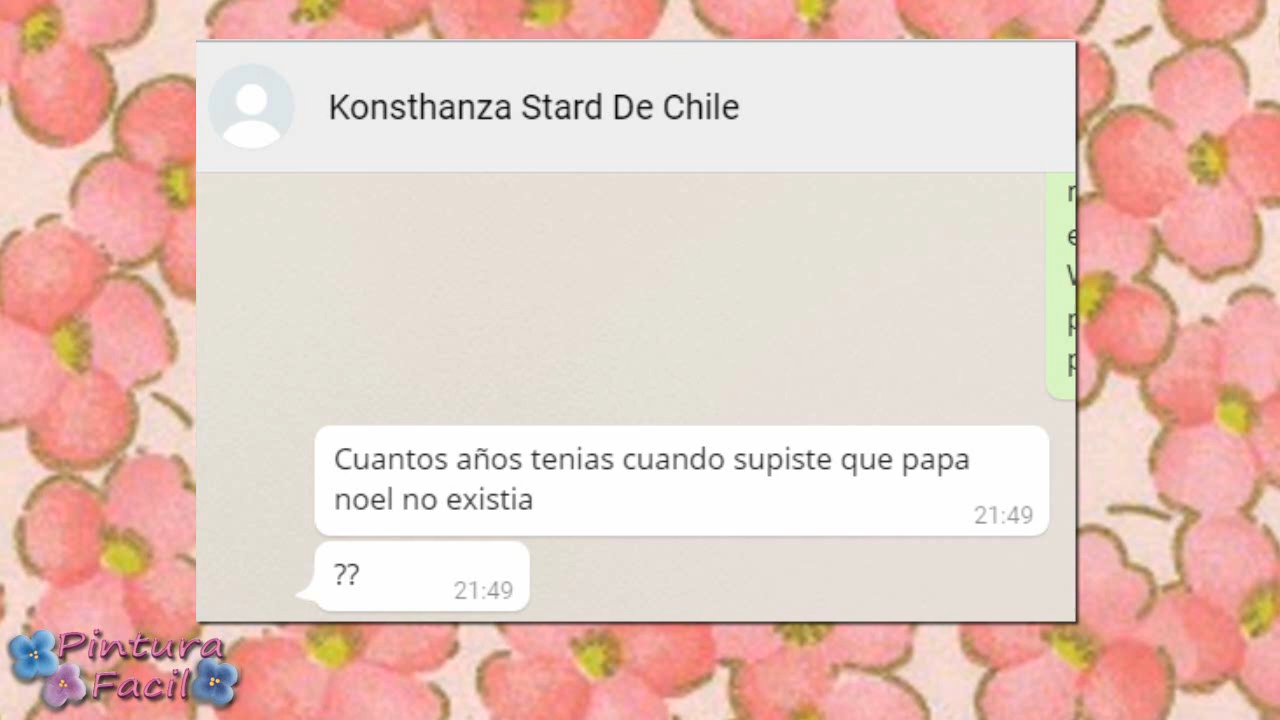 Konsthanza Stard De Chile
Cuantos años tenias cuando supiste que papa
noel no existia
21:49
??
21:49
Pintura
Facil